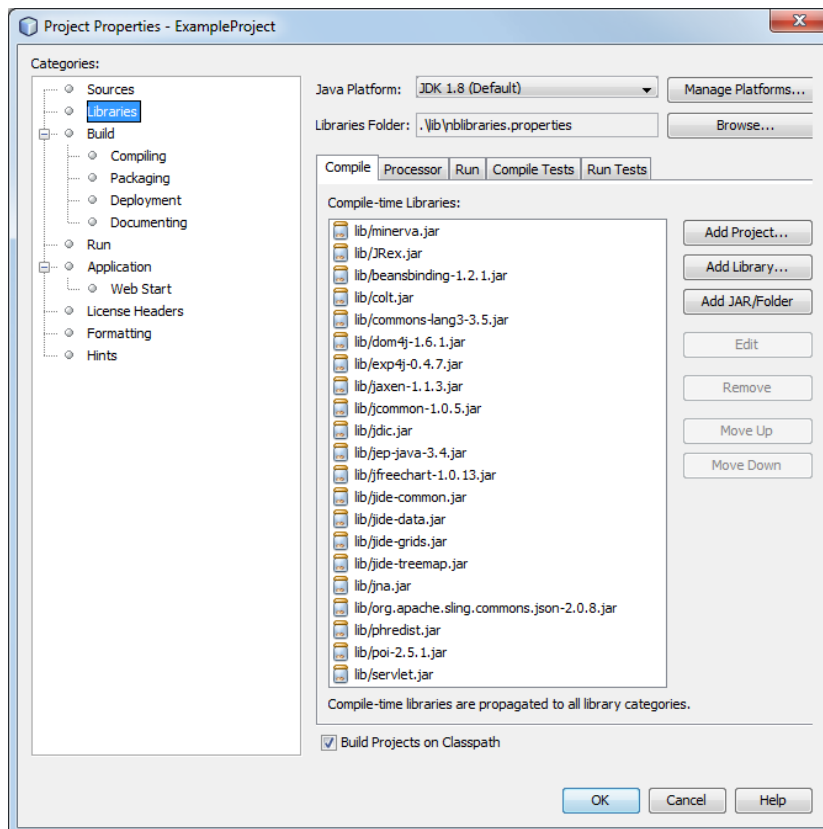 Project Properties - ExampleProject
Categories:
Sources
Libraries
Build
Compiling
Packaging
Deployment
Documenting
Run
Application
Web Start
License Headers
Formatting
Hints
Java Platform: JDK 1.8 (Default) Manage Platforms...
Libraries Folder: .\lib\nblibraries.properties Browse...
Compile Processor Run Compile Tests Run Tests
Compile-time Libraries:
lib/minerva.jar
lib/JRex.jar
lib/beansbinding-1.2.1.jar
lib/colt.jar
lib/commons-lang3-3.5.jar
lib/dom4j-1.6.1.jar
lib/exp4j-0.4.7.jar
lib/jaxen-1.1.3.jar
lib/jcommon-1.0.5.jar
lib/jdic.jar
lib/jep-java-3.4.jar
lib/jfreechart-1.0.13.jar
lib/jide-common.jar
lib/jide-data.jar
lib/jide-grids.jar
lib/jide-treemap.jar
lib/jna.jar
lib/org.apache.sling.commons.json-2.0.8.jar
lib/phredist.jar
lib/poi-2.5.1.jar
lib/servlet.jar
Add Project...
Add Library...
Add JAR/Folder
Edit
Remove
Move Up
Move Down
Compile-time libraries are propagated to all library categories.
Build Projects on Classpath
OK Cancel Help